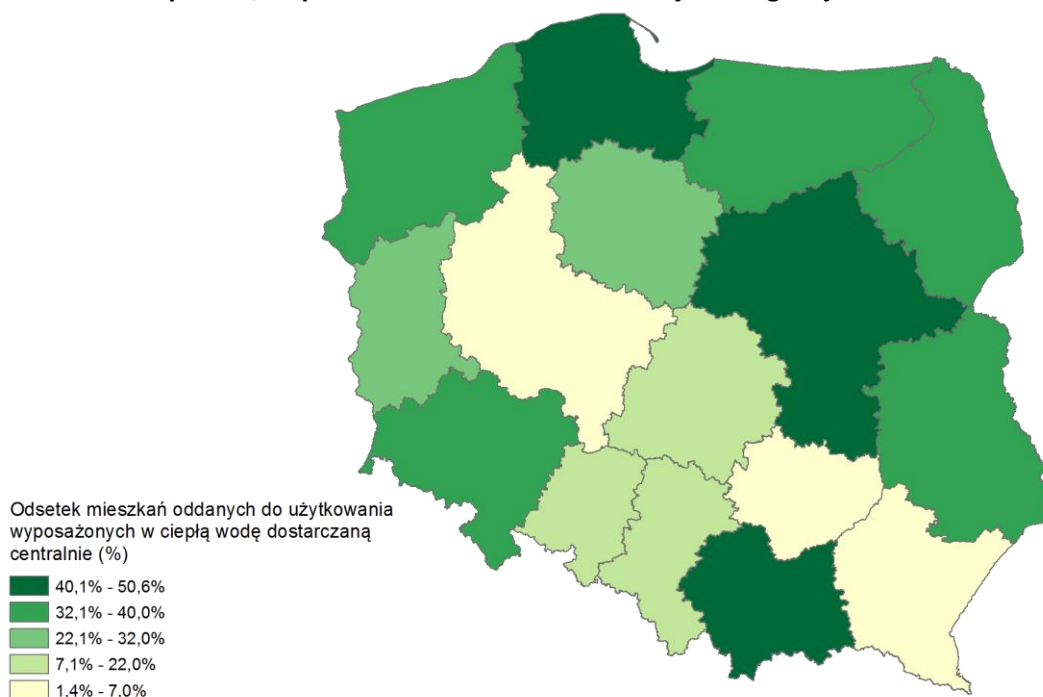 Odsetek mieszkań oddanych do użytkowania
wyposażonych w ciepłą wodę dostarczaną
centralnie (%)
40,1% - 50,6%
32,1% - 40,0%
22,1% - 32,0%
7,1% - 22,0%
1,4% - 7,0%